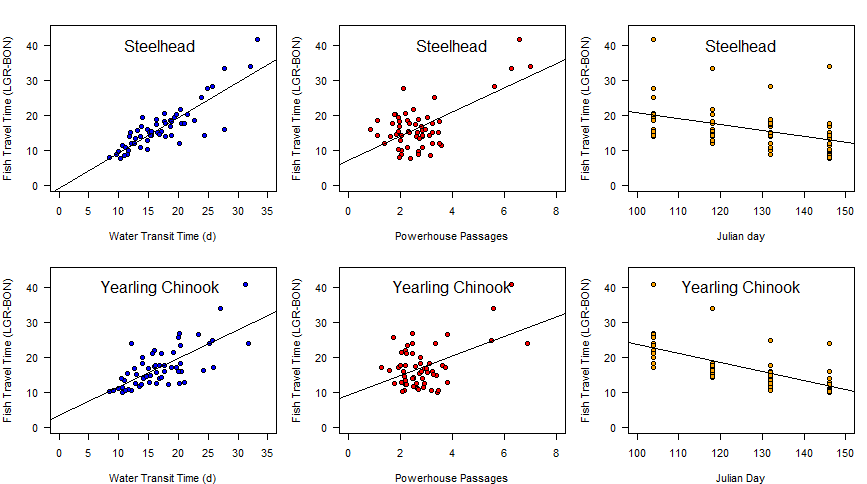 Steelhead
Fish Travel Time (LGR-BON)
0 10 20 30 40
0 5 10 15 20 25 30 35
Water Transit Time (d)
Steelhead
Fish Travel Time (LGR-BON)
0 10 20 30 40
0 2 4 6 8
Powerhouse Passages
Steelhead
Fish Travel Time (LGR-BON)
0 10 20 30 40
100 110 120 130 140 150
Julian day
Yearling Chinook
Fish Travel Time (LGR-BON)
0 10 20 30 40
0 5 10 15 20 25 30 35
Water Transit Time (d)
Yearling Chinook
Fish Travel Time (LGR-BON)
0 10 20 30 40
0 2 4 6 8
Powerhouse Passages
Yearling Chinook
Fish Travel Time (LGR-BON)
0 10 20 30 40
100 110 120 130 140 150
Julian Day